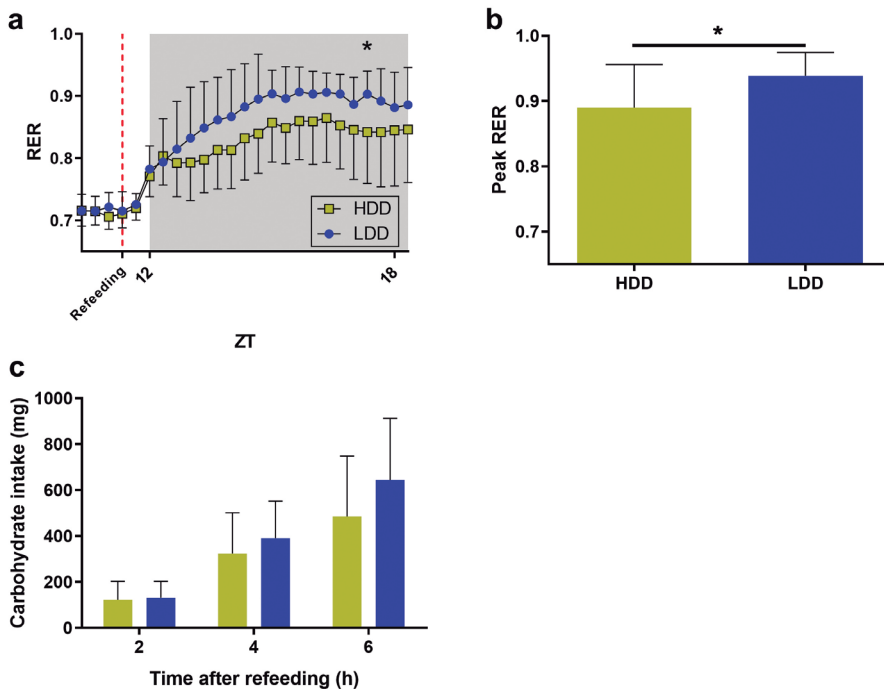 a
1.0
0.9
0.8
0.7
RER
*
HDD
LDD
Refeeding
12
18
ZT
b
1.0
0.9
0.8
0.7
Peak RER
*
HDD
LDD
c
1000
800
600
400
200
0
Carbohydrate intake (mg)
2
4
6
Time after refeeding (h)